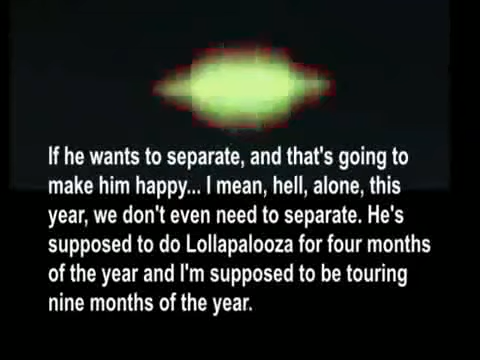 If he wants to separate, and that's going to
make him happy... I mean, hell, alone, this
year, we don't even need to separate. He's
supposed to do Lollapalooza for four months
of the year and I'm supposed to be touring
nine months of the year.